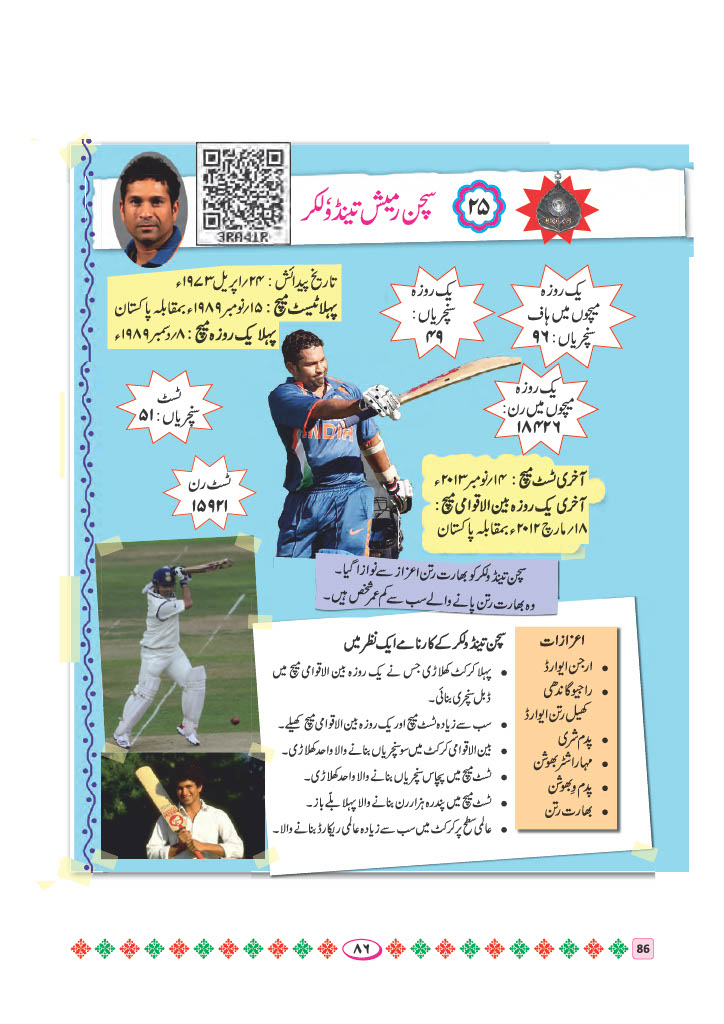 ۲۵
سچن رمیش تینڈولکر
3RA41R
تاریخِ پیدائش : ۲۴؍اپریل ۱۹۷۳ء
پہلا ٹیسٹ میچ : ۱۵؍نومبر ۱۹۸۹ء بمقابلہ پاکستان
پہلا یک روزہ میچ : ۸؍دسمبر ۱۹۸۹ء
یک روزہ
میچوں میں ہاف
سنچریاں : ۹۶
یک روزہ
سنچریاں :
۴۹
یک روزہ
میچوں میں رن :
۱۸۴۲۶
ٹسٹ
سنچریاں : ۵۱
ٹسٹ رن
۱۵۹۲۱
INDIA
آخری ٹسٹ میچ : ۱۴؍نومبر ۲۰۱۳ء
آخری یک روزہ بین الاقوامی میچ :
۱۸؍مارچ ۲۰۱۲ء بمقابلہ پاکستان
سچن تینڈولکر کو بھارت رتن اعزاز سے نوازا گیا۔
وہ بھارت رتن پانے والے سب سے کم عمر شخص ہیں۔
اعزازات
• ارجن ایوارڈ
• راجیو گاندھی
کھیل رتن ایوارڈ
• پدم شری
• مہاراشٹر بھوشن
• پدم وبھوشن
• بھارت رتن
سچن تینڈولکر کے کارنامے ایک نظر میں
• پہلا کرکٹ کھلاڑی جس نے یک روزہ بین الاقوامی میچ میں
ڈبل سنچری بنائی۔
• سب سے زیادہ ٹسٹ میچ اور یک روزہ بین الاقوامی میچ کھیلے۔
• بین الاقوامی کرکٹ میں سو سنچریاں بنانے والا واحد کھلاڑی۔
• ٹسٹ میچ میں پچاس سنچریاں بنانے والا واحد کھلاڑی۔
• ٹسٹ میچ میں پندرہ ہزار رن بنانے والا پہلا بلّے باز۔
• عالمی سطح پر کرکٹ میں سب سے زیادہ عالمی ریکارڈ بنانے والا۔
۸۶
86